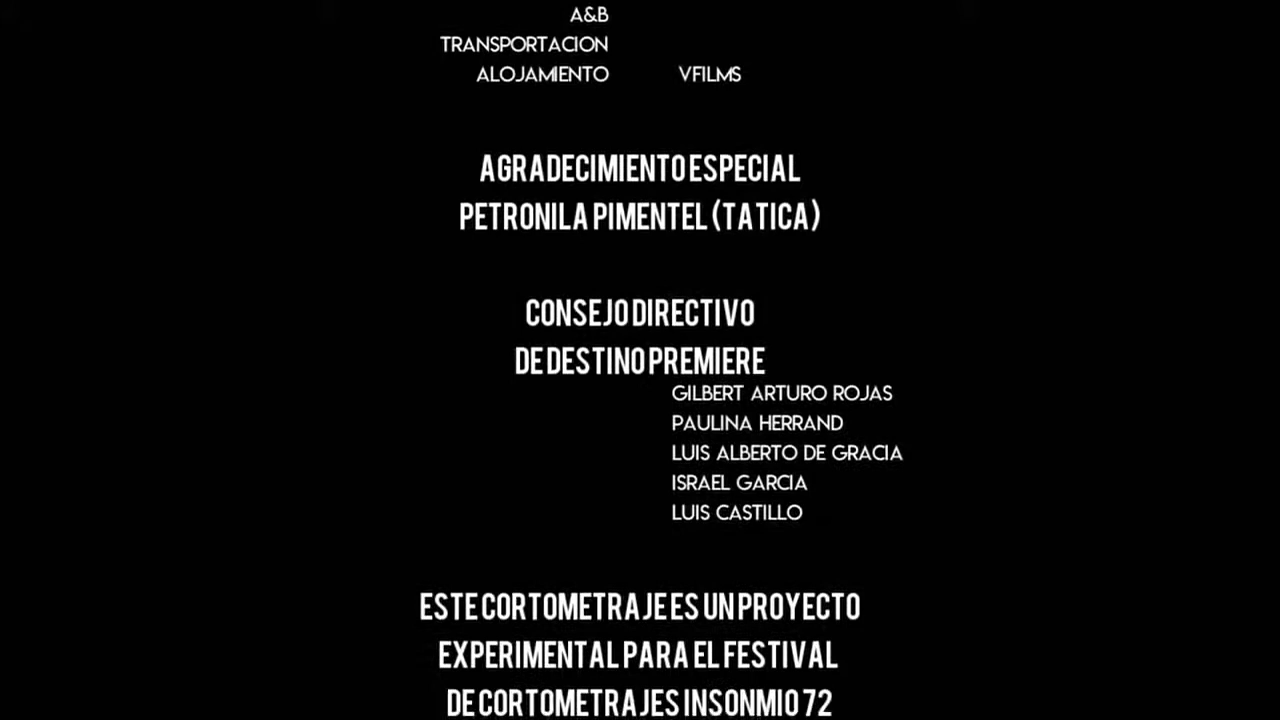 A&B
TRANSPORTACION
ALOJAMIENTO VFILMS
AGRADECIMIENTO ESPECIAL
PETRONILA PIMENTEL (TATICA)
CONSEJO DIRECTIVO
DE DESTINO PREMIERE
GILBERT ARTURO ROJAS
PAULINA HERRAND
LUIS ALBERTO DE GRACIA
ISRAEL GARCIA
LUIS CASTILLO
ESTE CORTOMETRAJE ES UN PROYECTO
EXPERIMENTAL PARA EL FESTIVAL
DE CORTOMETRAJES INSONMIO 72